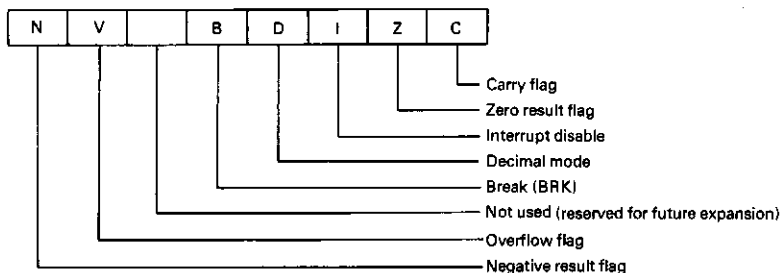 N V B D I Z C
Carry flag
Zero result flag
Interrupt disable
Decimal mode
Break (BRK)
Not used (reserved for future expansion)
Overflow flag
Negative result flag